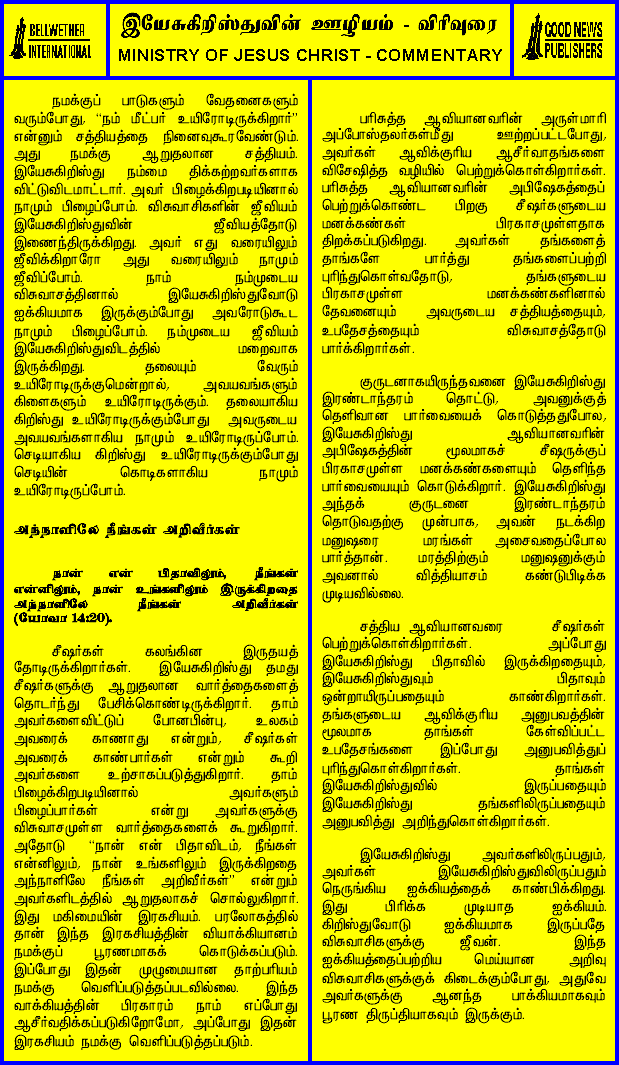 BELLWETHER
INTERNATIONAL
இயேசுகிறிஸ்துவின் ஊழியம் - விரிவுரை
MINISTRY OF JESUS CHRIST - COMMENTARY
GOOD NEWS
PUBLISHERS
நமக்குப் பாடுகளும் வேதனைகளும்
வரும்போது, “நம் மீட்பர் உயிரோடிருக்கிறார்”
என்னும் சத்தியத்தை நினைவுகூரவேண்டும்.
அது நமக்கு ஆறுதலான சத்தியம்.
இயேசுகிறிஸ்து நம்மை திக்கற்றவர்களாக
விட்டுவிடமாட்டார். அவர் பிழைக்கிறபடியினால்
நாமும் பிழைப்போம். விசுவாசிகளின் ஜீவியம்
இயேசுகிறிஸ்துவின் ஜீவியத்தோடு
இணைந்திருக்கிறது. அவர் எது வரையிலும்
ஜீவிக்கிறாரோ அது வரையிலும் நாமும்
ஜீவிப்போம். நாம் நம்முடைய
விசுவாசத்தினால் இயேசுகிறிஸ்துவோடு
ஐக்கியமாக இருக்கும்போது அவரோடுகூட
நாமும் பிழைப்போம். நம்முடைய ஜீவியம்
இயேசுகிறிஸ்துவிடத்தில் மறைவாக
இருக்கிறது. தலையும் வேரும்
உயிரோடிருக்குமென்றால், அவயவங்களும்
கிளைகளும் உயிரோடிருக்கும். தலையாகிய
கிறிஸ்து உயிரோடிருக்கும்போது அவருடைய
அவயவங்களாகிய நாமும் உயிரோடிருப்போம்.
செடியாகிய கிறிஸ்து உயிரோடிருக்கும்போது
செடியின் கொடிகளாகிய நாமும்
உயிரோடிருப்போம்.
அந்நாளிலே நீங்கள் அறிவீர்கள்
நான் என் பிதாவிலும், நீங்கள்
என்னிலும், நான் உங்களிலும் இருக்கிறதை
அந்நாளிலே நீங்கள் அறிவீர்கள்
(யோவா 14:20).
சீஷர்கள் கலங்கின இருதயத்
தோடிருக்கிறார்கள். இயேசுகிறிஸ்து தமது
சீஷர்களுக்கு ஆறுதலான வார்த்தைகளைத்
தொடர்ந்து பேசிக்கொண்டிருக்கிறார். தாம்
அவர்களைவிட்டுப் போனபின்பு, உலகம்
அவரைக் காணாது என்றும், சீஷர்கள்
அவரைக் காண்பார்கள் என்றும் கூறி
அவர்களை உற்சாகப்படுத்துகிறார். தாம்
பிழைக்கிறபடியினால் அவர்களும்
பிழைப்பார்கள் என்று அவர்களுக்கு
விசுவாசமுள்ள வார்த்தைகளைக் கூறுகிறார்.
அதோடு “நான் என் பிதாவிடம், நீங்கள்
என்னிலும், நான் உங்களிலும் இருக்கிறதை
அந்நாளிலே நீங்கள் அறிவீர்கள்” என்றும்
அவர்களிடத்தில் ஆறுதலாகச் சொல்லுகிறார்.
இது மகிமையின் இரகசியம். பரலோகத்தில்
தான் இந்த இரகசியத்தின் வியாக்கியானம்
நமக்குப் பூரணமாகக் கொடுக்கப்படும்.
இப்போது இதன் முழுமையான தாற்பரியம்
நமக்கு வெளிப்படுத்தப்படவில்லை. இந்த
வாக்கியத்தின் பிரகாரம் நாம் எப்போது
ஆசீர்வதிக்கப்படுகிறோமோ, அப்போது இதன்
இரகசியம் நமக்கு வெளிப்படுத்தப்படும்.
பரிசுத்த ஆவியானவரின் அருள்மாரி
அப்போஸ்தலர்கள்மீது ஊற்றப்பட்டபோது,
அவர்கள் ஆவிக்குரிய ஆசீர்வாதங்களை
விசேஷித்த வழியில் பெற்றுக்கொள்கிறார்கள்.
பரிசுத்த ஆவியானவரின் அபிஷேகத்தைப்
பெற்றுக்கொண்ட பிறகு சீஷர்களுடைய
மனக்கண்கள் பிரகாசமுள்ளதாக
திறக்கப்படுகிறது. அவர்கள் தங்களைத்
தாங்களே பார்த்து தங்களைப்பற்றி
புரிந்துகொள்வதோடு, தங்களுடைய
பிரகாசமுள்ள மனக்கண்களினால்
தேவனையும் அவருடைய சத்தியத்தையும்,
உபதேசத்தையும் விசுவாசத்தோடு
பார்க்கிறார்கள்.
குருடனாகயிருந்தவனை இயேசுகிறிஸ்து
இரண்டாந்தரம் தொட்டு, அவனுக்குத்
தெளிவான பார்வையைக் கொடுத்ததுபோல,
இயேசுகிறிஸ்து ஆவியானவரின்
அபிஷேகத்தின் மூலமாகச் சீஷருக்குப்
பிரகாசமுள்ள மனக்கண்களையும் தெளிந்த
பார்வையையும் கொடுக்கிறார். இயேசுகிறிஸ்து
அந்தக் குருடனை இரண்டாந்தரம்
தொடுவதற்கு முன்பாக, அவன் நடக்கிற
மனுஷரை மரங்கள் அசைவதைப்போல
பார்த்தான். மரத்திற்கும் மனுஷனுக்கும்
அவனால் வித்தியாசம் கண்டுபிடிக்க
முடியவில்லை.
சத்திய ஆவியானவரை சீஷர்கள்
பெற்றுக்கொள்கிறார்கள். அப்போது
இயேசுகிறிஸ்து பிதாவில் இருக்கிறதையும்,
இயேசுகிறிஸ்துவும் பிதாவும்
ஒன்றாயிருப்பதையும் காண்கிறார்கள்.
தங்களுடைய ஆவிக்குரிய அனுபவத்தின்
மூலமாக தாங்கள் கேள்விப்பட்ட
உபதேசங்களை இப்போது அனுபவித்துப்
புரிந்துகொள்கிறார்கள். தாங்கள்
இயேசுகிறிஸ்துவில் இருப்பதையும்
இயேசுகிறிஸ்து தங்களிலிருப்பதையும்
அனுபவித்து அறிந்துகொள்கிறார்கள்.
இயேசுகிறிஸ்து அவர்களிலிருப்பதும்,
அவர்கள் இயேசுகிறிஸ்துவிலிருப்பதும்
நெருங்கிய ஐக்கியத்தைக் காண்பிக்கிறது.
இது பிரிக்க முடியாத ஐக்கியம்.
கிறிஸ்துவோடு ஐக்கியமாக இருப்பதே
விசுவாசிகளுக்கு ஜீவன். இந்த
ஐக்கியத்தைப்பற்றிய மெய்யான அறிவு
விசுவாசிகளுக்குக் கிடைக்கும்போது, அதுவே
அவர்களுக்கு ஆனந்த பாக்கியமாகவும்
பூரண திருப்தியாகவும் இருக்கும்.